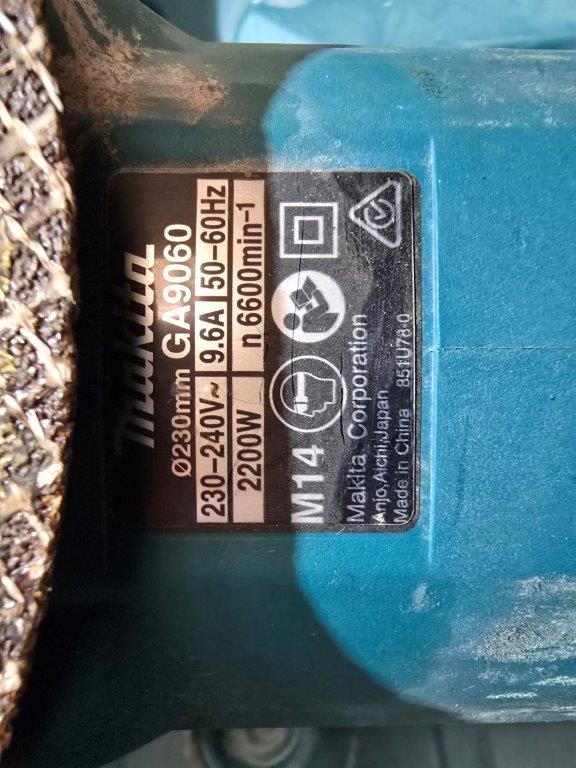 makita
Ø230mm GA9060
230-240V~ 9.6A 50-60Hz
2200W n 6600min⁻¹
M14
Makita Corporation
Anjo, Aichi, Japan
Made in China 851U78-0